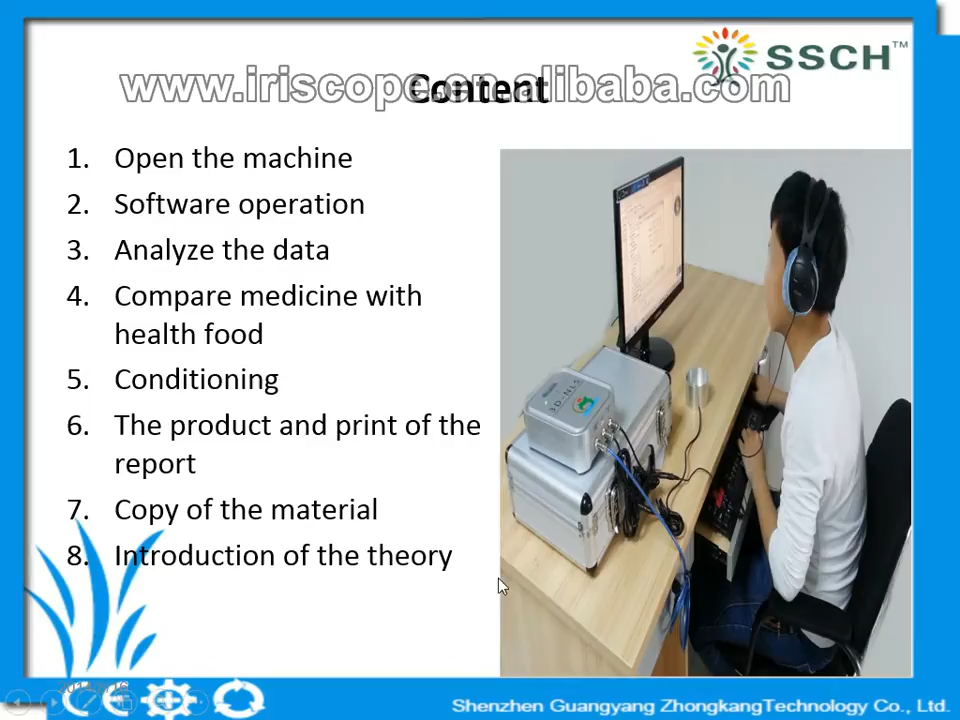 SSCH™
www.iriscope.en.alibaba.com
Content
1. Open the machine
2. Software operation
3. Analyze the data
4. Compare medicine with
health food
5. Conditioning
6. The product and print of the
report
7. Copy of the material
8. Introduction of the theory
3D-NLS
Shenzhen Guangyang ZhongkangTechnology Co., Ltd.